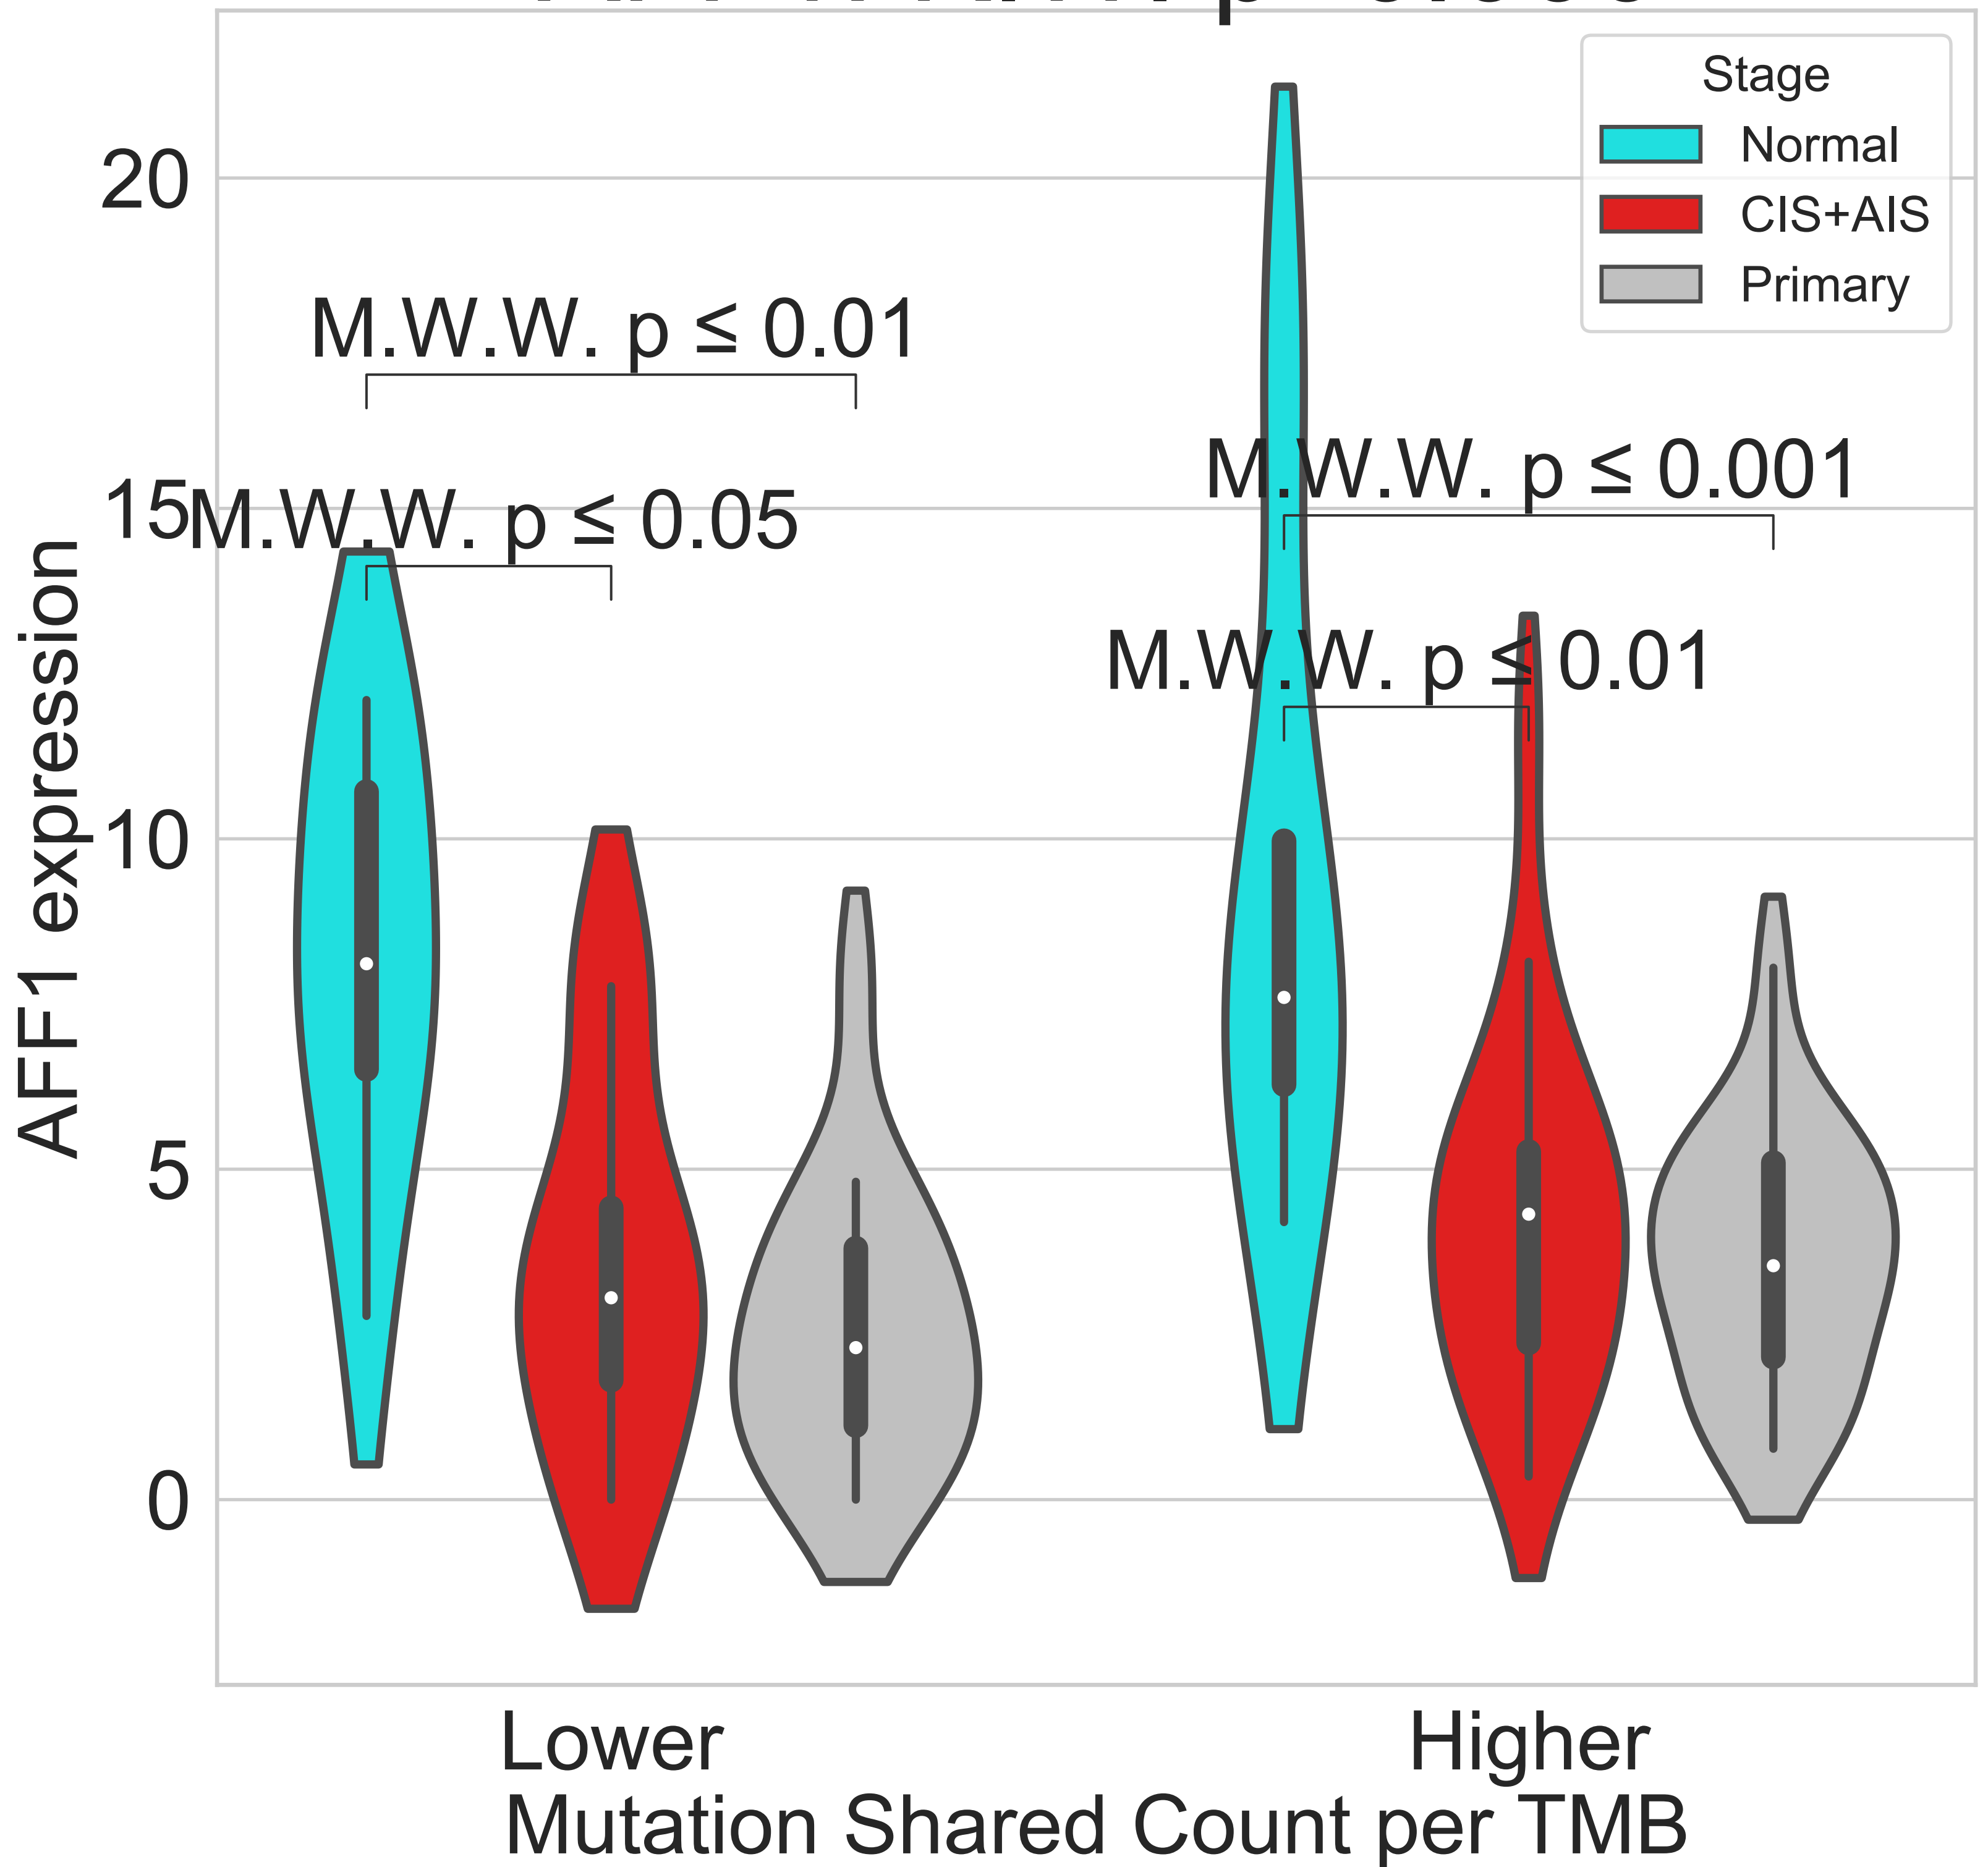 Stage
Normal
CIS+AIS
Primary
20
15
10
5
0
AFF1 expression
M.W.W. p ≤ 0.01
M.W.W. p ≤ 0.05
M.W.W. p ≤ 0.001
M.W.W. p ≤ 0.01
Lower
Higher
Mutation Shared Count per TMB